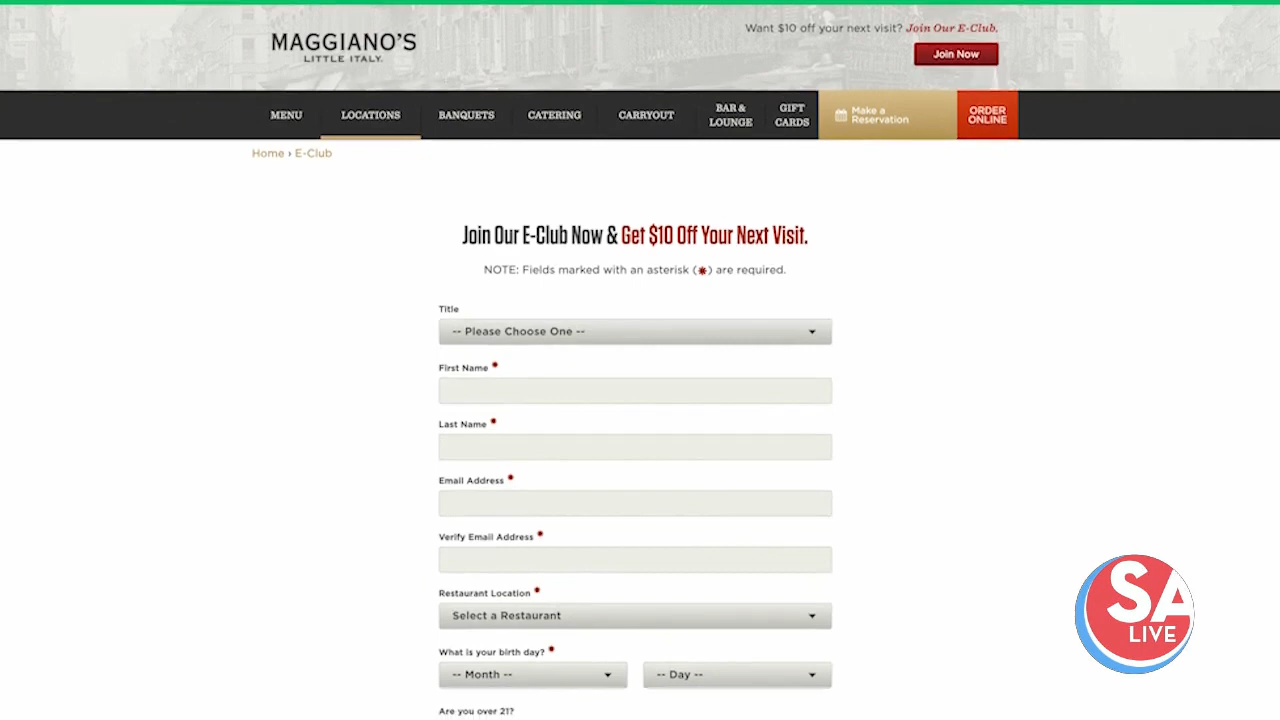 Want $10 off your next visit? Join Our E-Club.
MAGGIANO'S
LITTLE ITALY.
Join Now
MENU
LOCATIONS
BANQUETS
CATERING
CARRYOUT
BAR &
LOUNGE
GIFT
CARDS
Make a
Reservation
ORDER
ONLINE
Home › E-Club
Join Our E-Club Now & Get $10 Off Your Next Visit.
NOTE: Fields marked with an asterisk (*) are required.
Title
-- Please Choose One --
First Name *
Last Name *
Email Address *
Verify Email Address *
Restaurant Location *
Select a Restaurant
What is your birth day? *
-- Month --
-- Day --
Are you over 21?
SA
LIVE